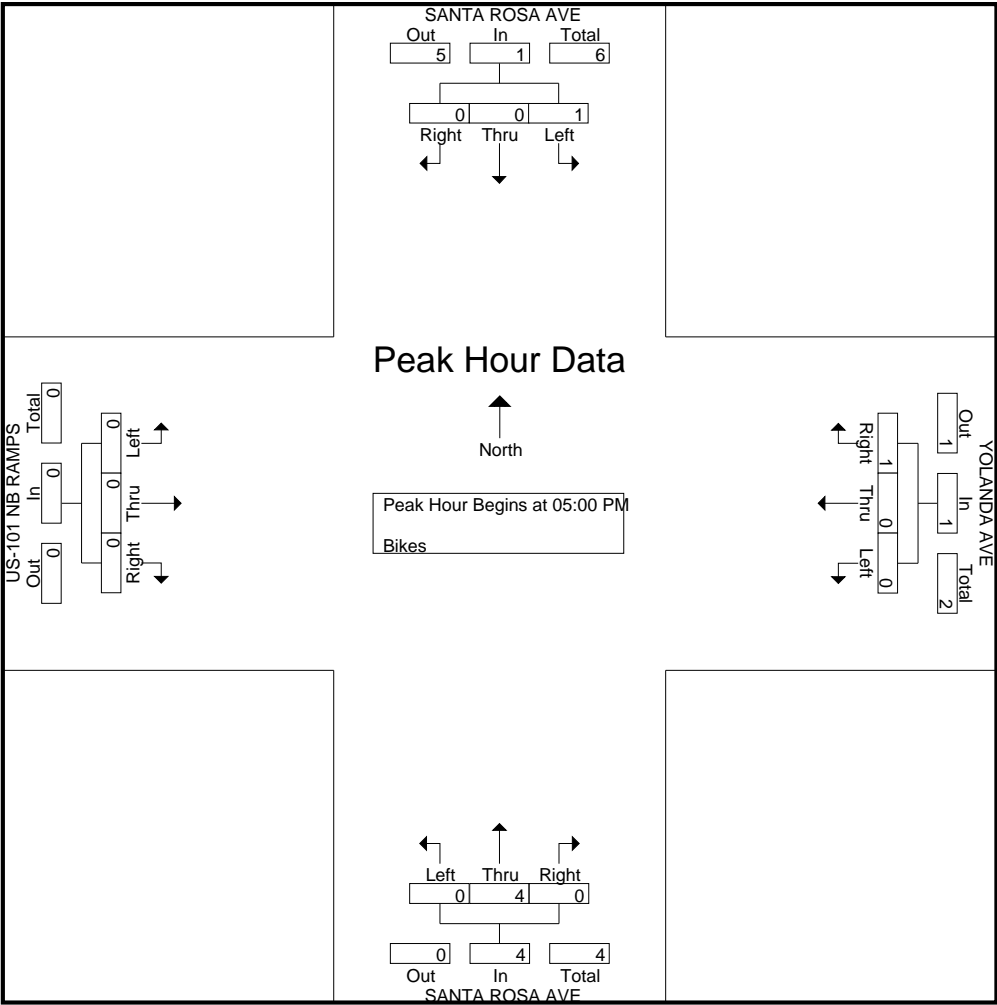 SANTA ROSA AVE
Out In Total
5 1 6
0 0 1
Right Thru Left
Peak Hour Data
North
Peak Hour Begins at 05:00 PM
Bikes
US-101 NB RAMPS
Out In Total
0 0 0
0 0 0
Left Thru Right
YOLANDA AVE
Out In Total
1 1 2
1 0 0
Right Thru Left
Left Thru Right
0 4 0
0 4 4
Out In Total
SANTA ROSA AVE